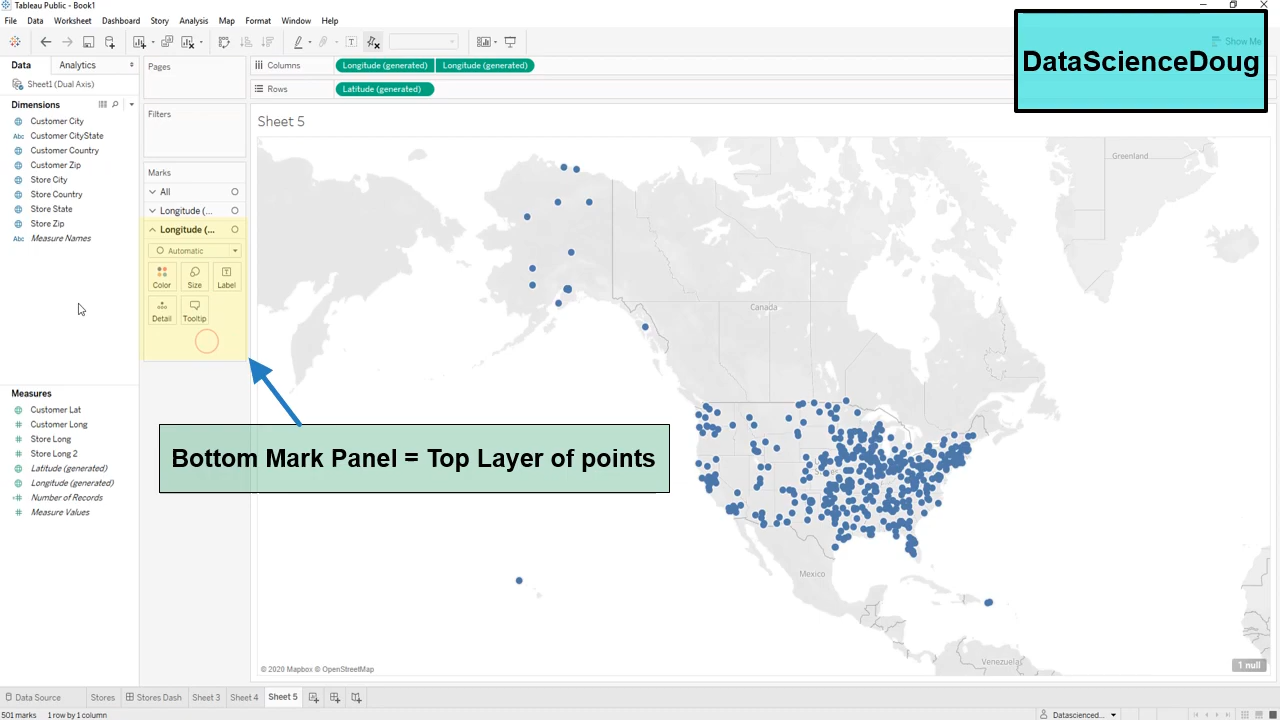 Tableau Public - Book1
File Data Worksheet Dashboard Story Analysis Map Format Window Help
Show Me
DataScienceDoug
Data Analytics
Sheet1 (Dual Axis)
Dimensions
Customer City
Abc Customer CityState
Customer Country
Customer Zip
Store City
Store Country
Store State
Store Zip
Abc Measure Names
Measures
Customer Lat
Customer Long
Store Long
Store Long 2
Latitude (generated)
Longitude (generated)
Number of Records
Measure Values
Pages
Filters
Marks
All
Longitude (...
Longitude (...
Automatic
Color Size Label
Detail Tooltip
Columns Longitude (generated) Longitude (generated)
Rows Latitude (generated)
Sheet 5
Greenland
Canada
Mexico
Venezuela
Bottom Mark Panel = Top Layer of points
© 2020 Mapbox © OpenStreetMap
1 null
Data Source Stores Stores Dash Sheet 3 Sheet 4 Sheet 5
501 marks 1 row by 1 column
Datascienced...